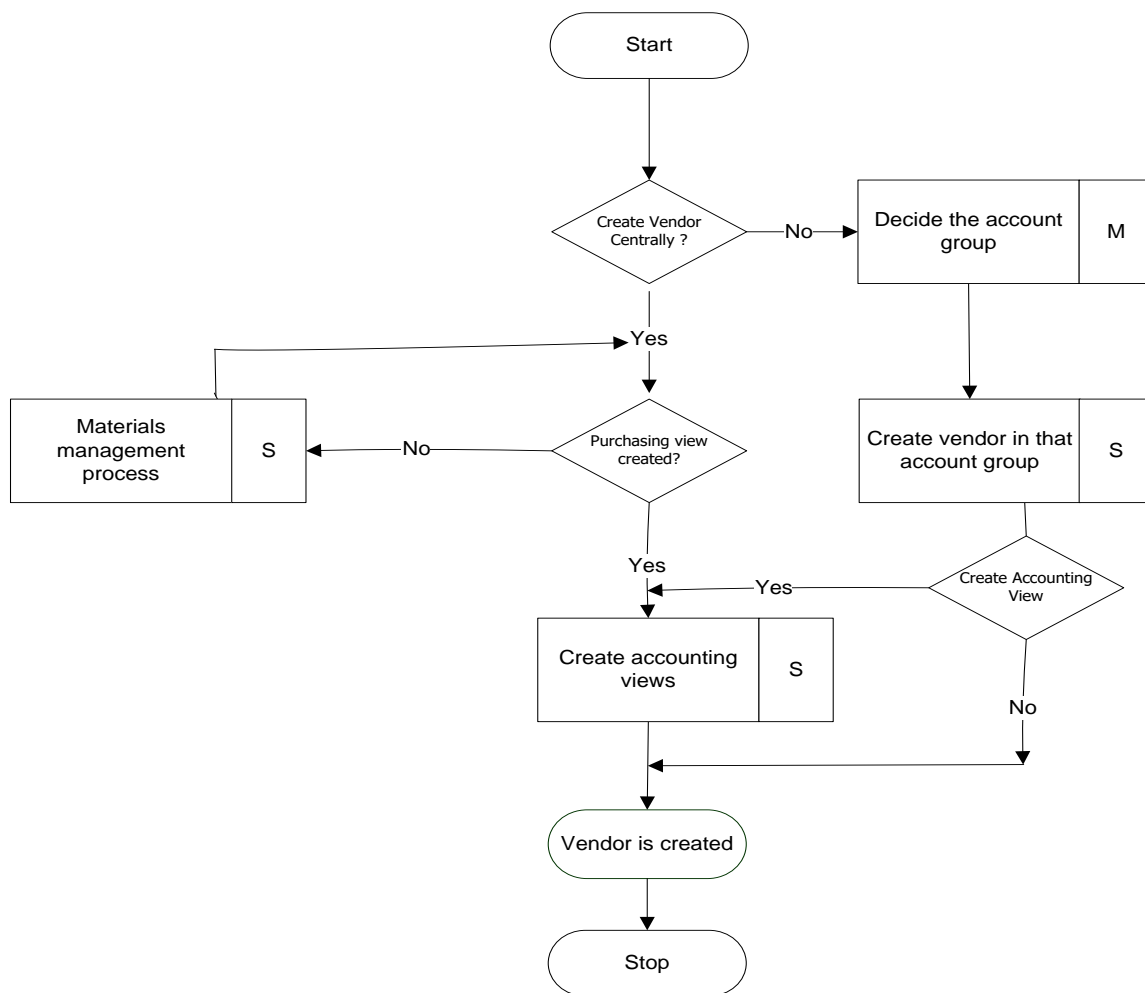 Start
Create Vendor
Centrally ?
No
Decide the account
group
M
Yes
Materials
management
process
S
No
Purchasing view
created?
Create vendor in that
account group
S
Yes
Yes
Create Accounting
View
Create accounting
views
S
No
Vendor is created
Stop